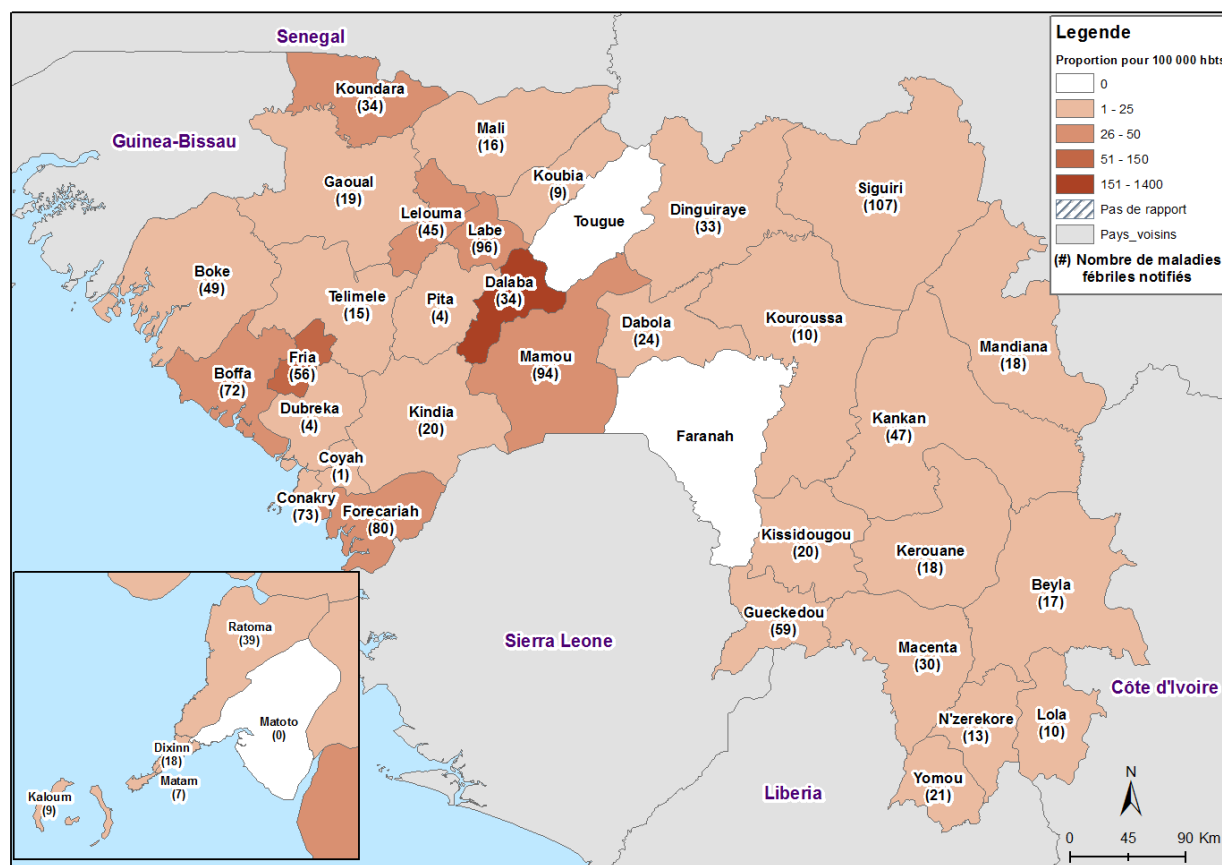 Senegal
Guinea-Bissau
Koundara
(34)
Mali
(16)
Koubia
(9)
Gaoual
(19)
Lelouma
(45)
Labe
(96)
Tougue
Dinguiraye
(33)
Siguiri
(107)
Boke
(49)
Telimele
(15)
Pita
(4)
Dalaba
(34)
Dabola
(24)
Kouroussa
(10)
Mandiana
(18)
Fria
(56)
Boffa
(72)
Mamou
(94)
Dubreka
(4)
Kindia
(20)
Faranah
Kankan
(47)
Coyah
(1)
Conakry
(73)
Forecariah
(80)
Kissidougou
(20)
Kerouane
(18)
Beyla
(17)
Gueckedou
(59)
Macenta
(30)
Sierra Leone
Côte d'Ivoire
N'zerekore
(13)
Lola
(10)
Yomou
(21)
Liberia
Ratoma
(39)
Matoto
(0)
Dixinn
(18)
Matam
(7)
Kaloum
(9)
Legende
Proportion pour 100 000 hbts
0
1 - 25
26 - 50
51 - 150
151 - 1400
Pas de rapport
Pays_voisins
(#) Nombre de maladies
fébriles notifiés
N
0 45 90 Km